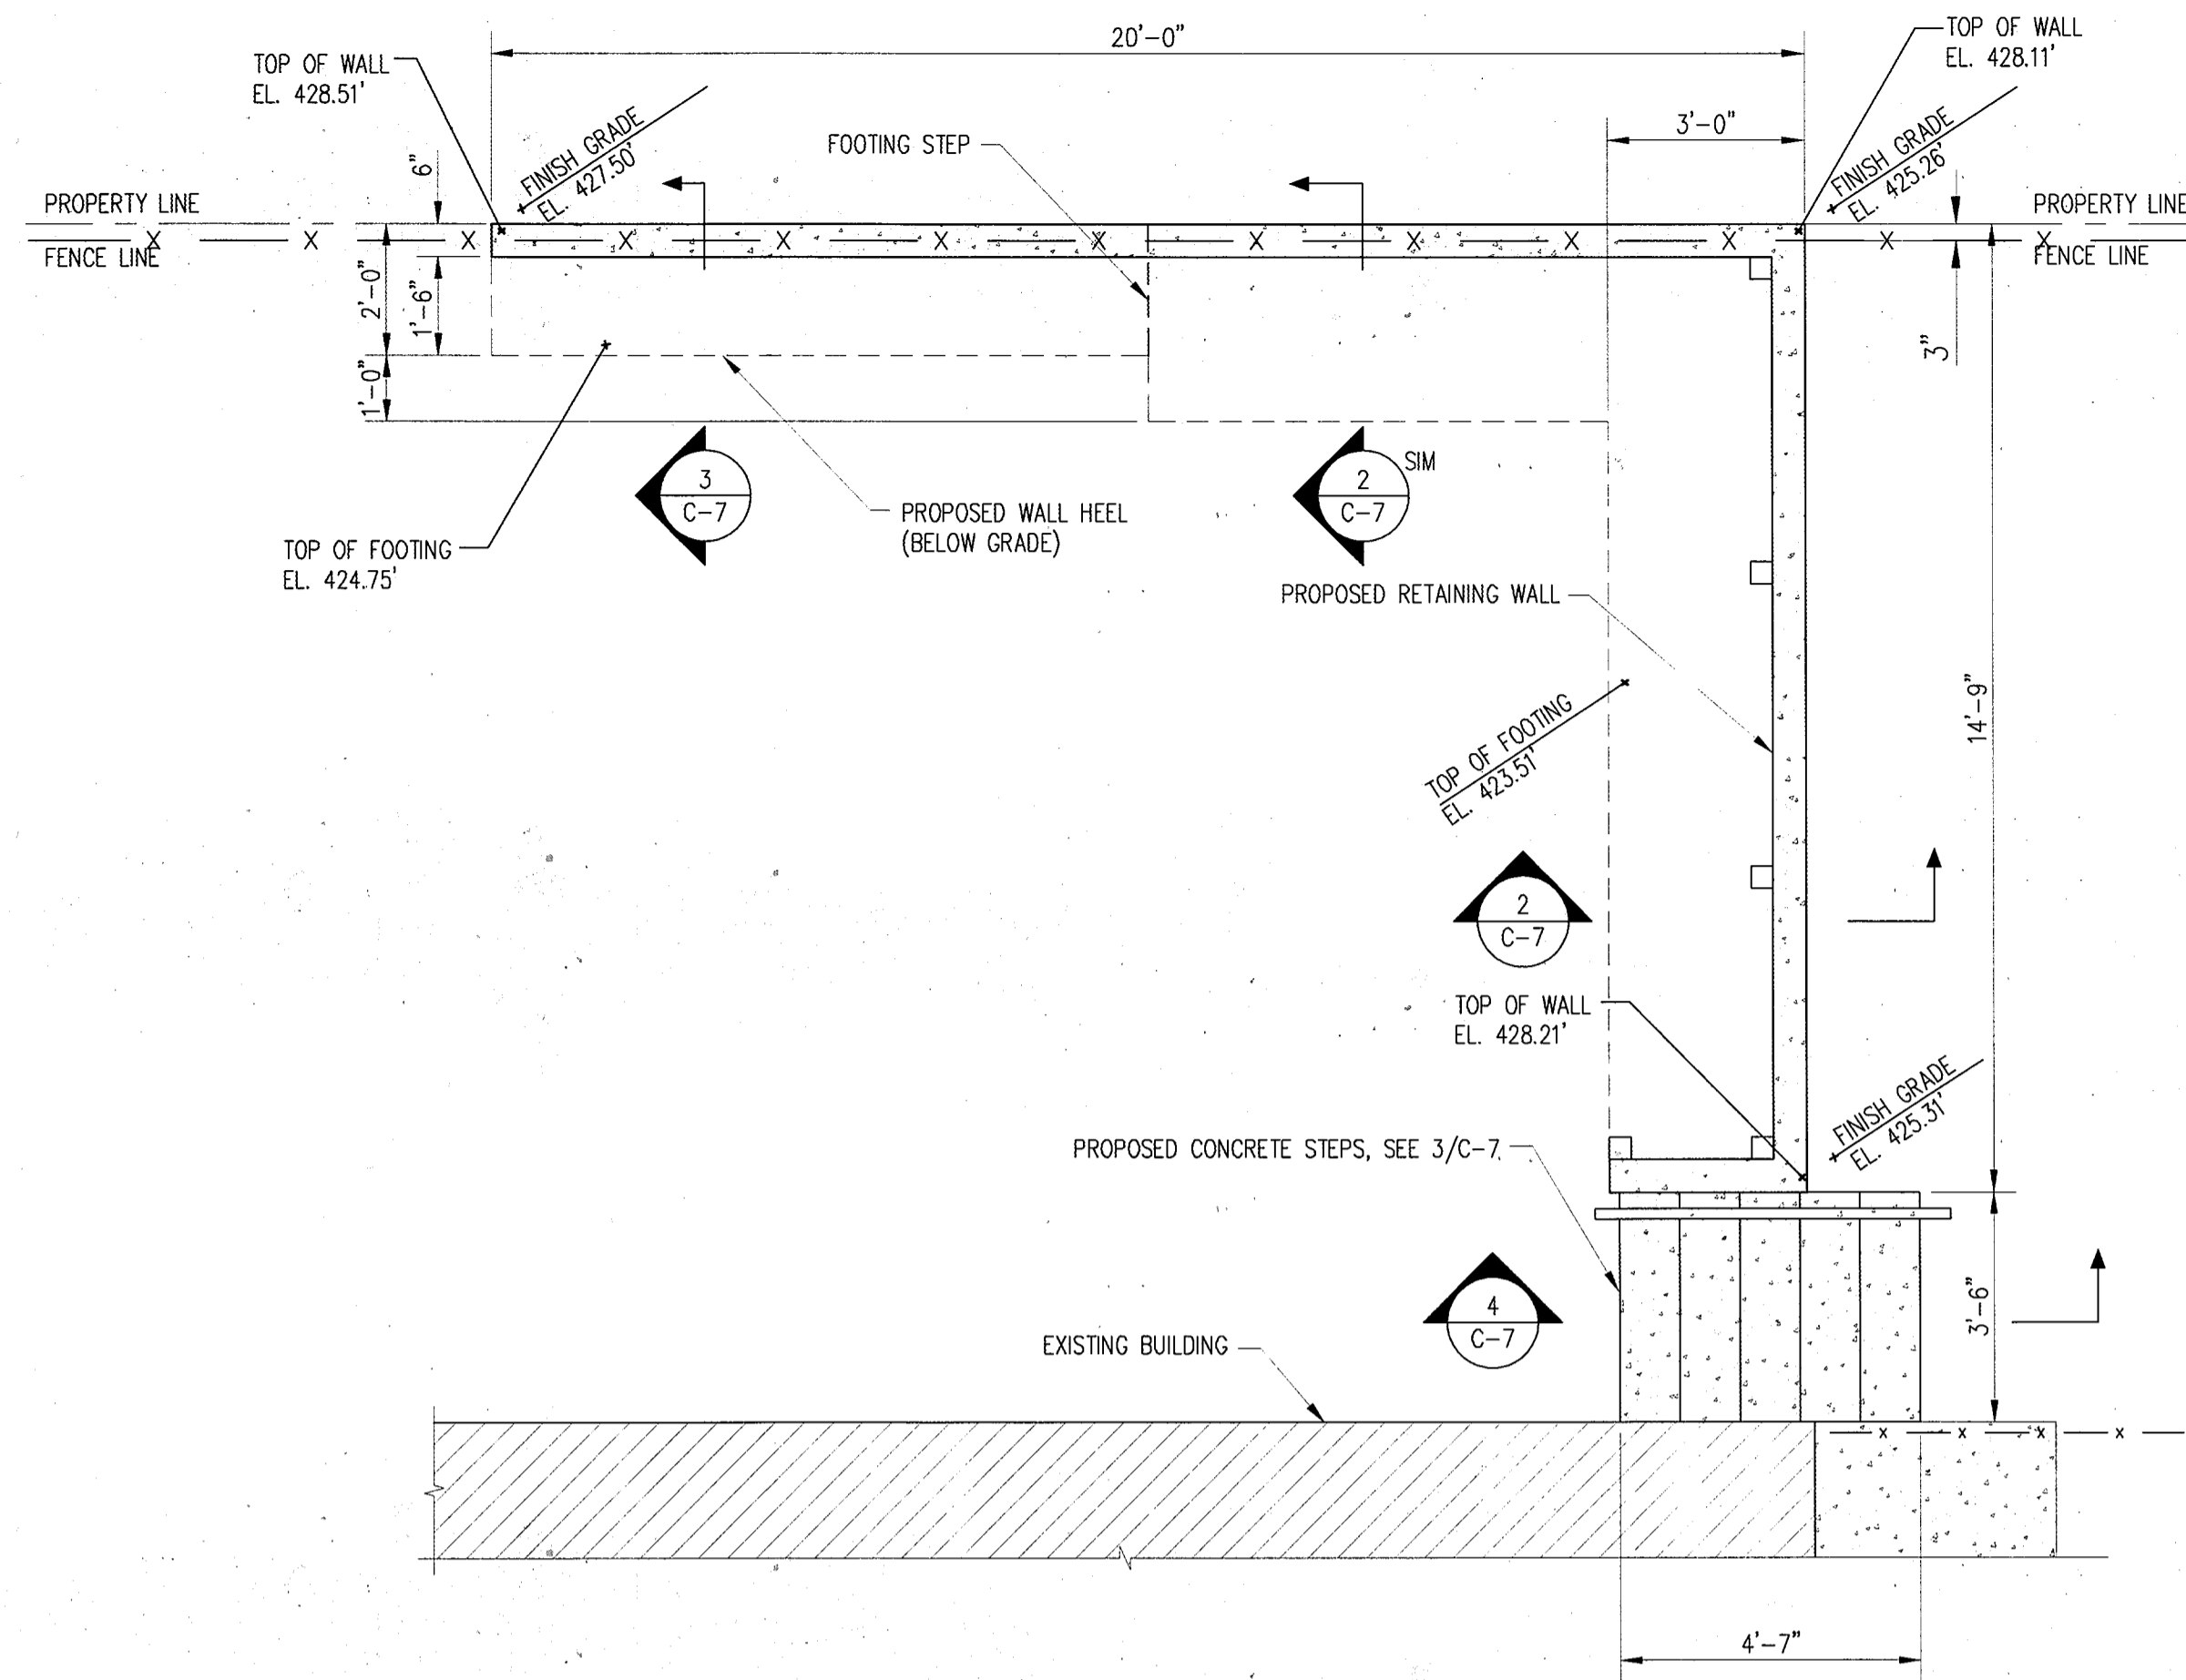 20'-0"
TOP OF WALL
EL. 428.51'
TOP OF WALL
EL. 428.11'
FINISH GRADE
EL. 427.50'
FOOTING STEP
3'-0"
FINISH GRADE
EL. 425.26'
6"
PROPERTY LINE
FENCE LINE
PROPERTY LINE
FENCE LINE
X X X X X X X X X X X X X
2'-0"
1'-6"
1'-0"
3"
3
C-7
2
C-7
SIM
PROPOSED WALL HEEL
(BELOW GRADE)
TOP OF FOOTING
EL. 424.75'
PROPOSED RETAINING WALL
TOP OF FOOTING
EL. 423.51'
14'-9"
2
C-7
TOP OF WALL
EL. 428.21'
FINISH GRADE
EL. 425.31'
PROPOSED CONCRETE STEPS, SEE 3/C-7
4
C-7
3'-6"
EXISTING BUILDING
X X X X
4'-7"